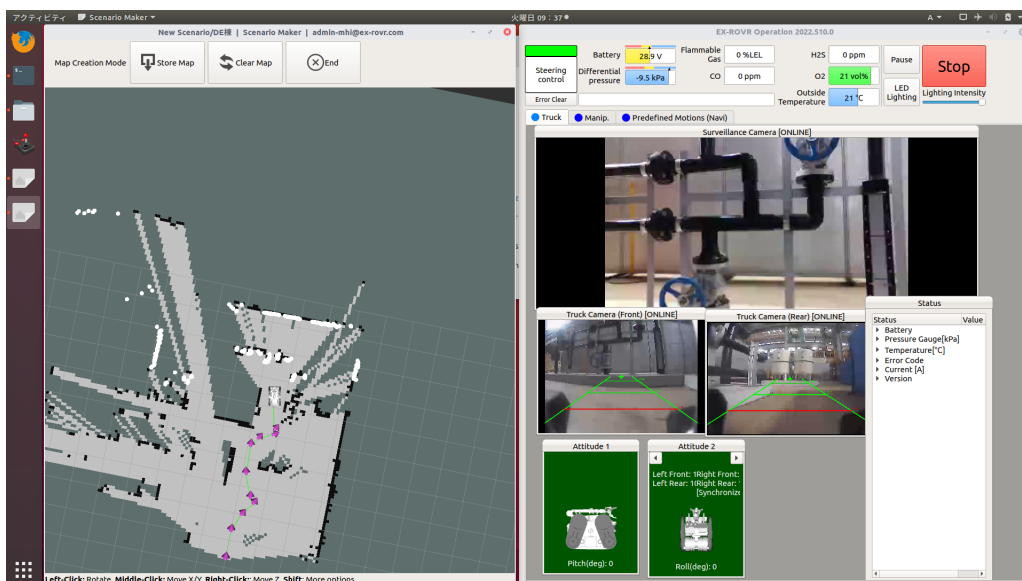 アクティビティ Scenario Maker
火曜日 09 : 37
A
New Scenario/DE棟 | Scenario Maker | admin-mhi@ex-rovr.com
Map Creation Mode
Store Map
Clear Map
End
Left-Click: Rotate, Middle-Click: Move X/Y, Right-Click:: Move Z, Shift: More options
EX-ROVR Operation 2022.510.0
Steering control
Error Clear
Battery 28.9 V
Differential pressure -9.5 kPa
Flammable Gas 0 %LEL
CO 0 ppm
H2S 0 ppm
O2 21 vol%
Outside Temperature 21 °C
Pause
LED Lighting
Stop
Lighting Intensity
Truck
Manip.
Predefined Motions (Navi)
Surveillance Camera [ONLINE]
Truck Camera (Front) [ONLINE]
Truck Camera (Rear) [ONLINE]
Status
Status Value
Battery
Pressure Gauge[kPa]
Temperature[°C]
Error Code
Current [A]
Version
Attitude 1
Pitch(deg): 0
Attitude 2
Left Front: Right Front:
Left Rear: Right Rear:
[Synchronize
Roll(deg): 0